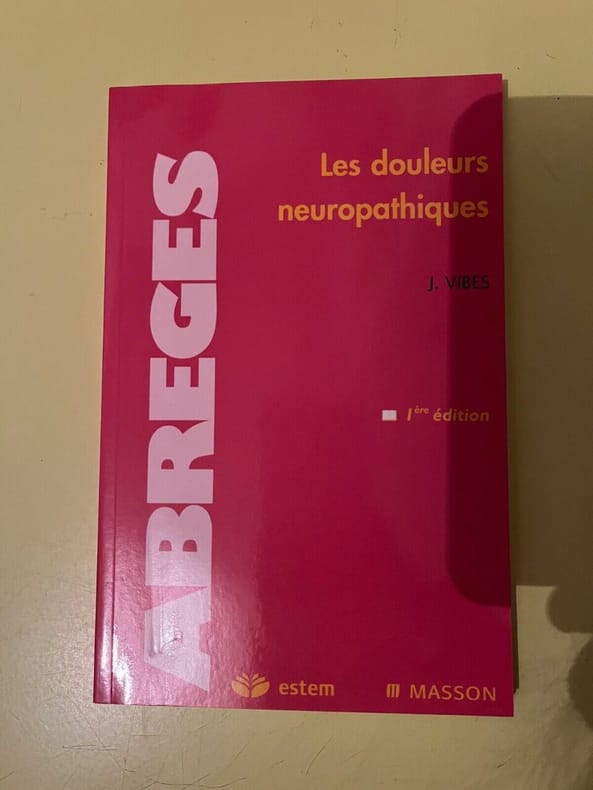 ABREGES
Les douleurs
neuropathiques
J. VIBES
1ère édition
estem
MASSON